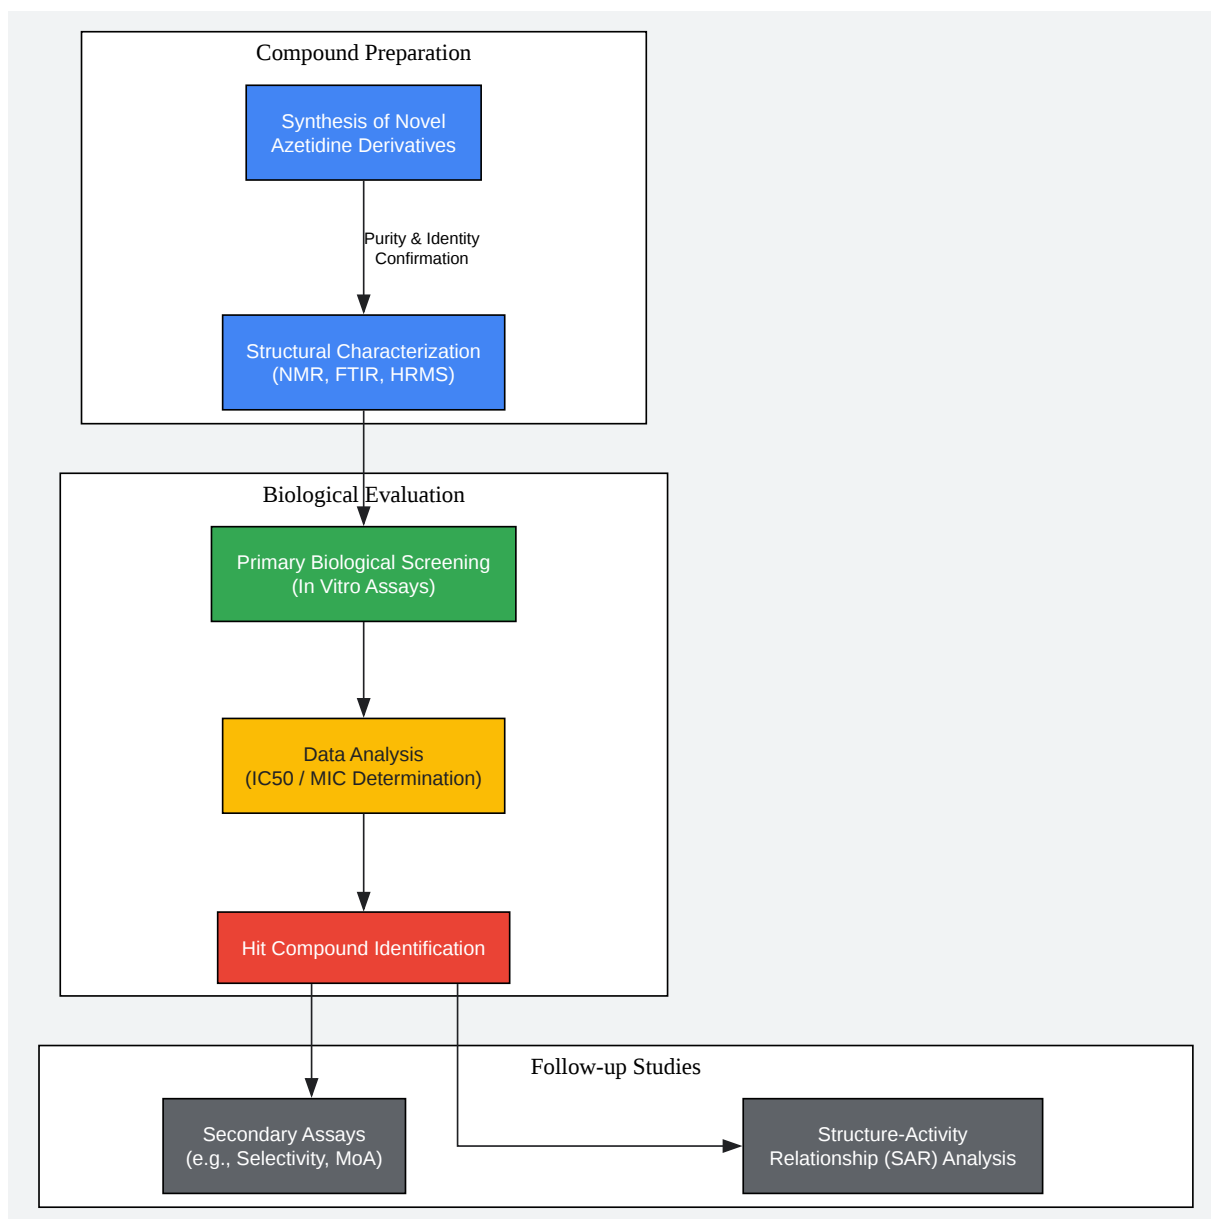 Compound Preparation
Synthesis of Novel
Azetidine Derivatives
Purity & Identity
Confirmation
Structural Characterization
(NMR, FTIR, HRMS)
Biological Evaluation
Primary Biological Screening
(In Vitro Assays)
Data Analysis
(IC50 / MIC Determination)
Hit Compound Identification
Follow-up Studies
Secondary Assays
(e.g., Selectivity, MoA)
Structure-Activity
Relationship (SAR) Analysis